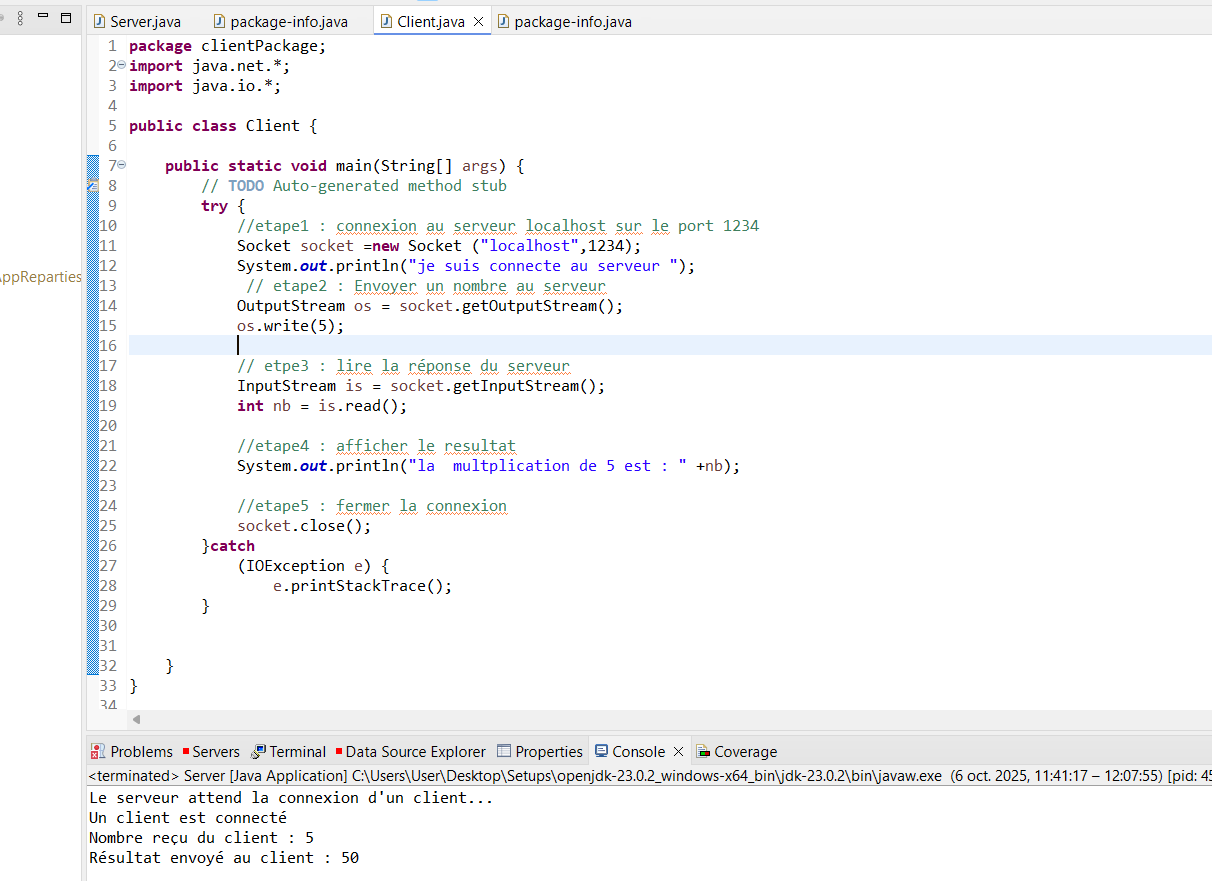 Server.java package-info.java Client.java package-info.java
1 package clientPackage;
2 import java.net.*;
3 import java.io.*;
4
5 public class Client {
6
7 public static void main(String[] args) {
8 // TODO Auto-generated method stub
9 try {
10 //etape1 : connexion au serveur localhost sur le port 1234
11 Socket socket =new Socket ("localhost",1234);
12 System.out.println("je suis connecte au serveur ");
13 // etape2 : Envoyer un nombre au serveur
14 OutputStream os = socket.getOutputStream();
15 os.write(5);
16
17 // etpe3 : lire la réponse du serveur
18 InputStream is = socket.getInputStream();
19 int nb = is.read();
20
21 //etape4 : afficher le resultat
22 System.out.println("la  multplication de 5 est : " +nb);
23
24 //etape5 : fermer la connexion
25 socket.close();
26 }catch
27 (IOException e) {
28 e.printStackTrace();
29 }
30
31
32 }
33 }
34
AppReparties
Problems Servers Terminal Data Source Explorer Properties Console Coverage
<terminated> Server [Java Application] C:\Users\User\Desktop\Setups\openjdk-23.0.2_windows-x64_bin\jdk-23.0.2\bin\javaw.exe (6 oct. 2025, 11:41:17 – 12:07:55) [pid: 45
Le serveur attend la connexion d'un client...
Un client est connecté
Nombre reçu du client : 5
Résultat envoyé au client : 50